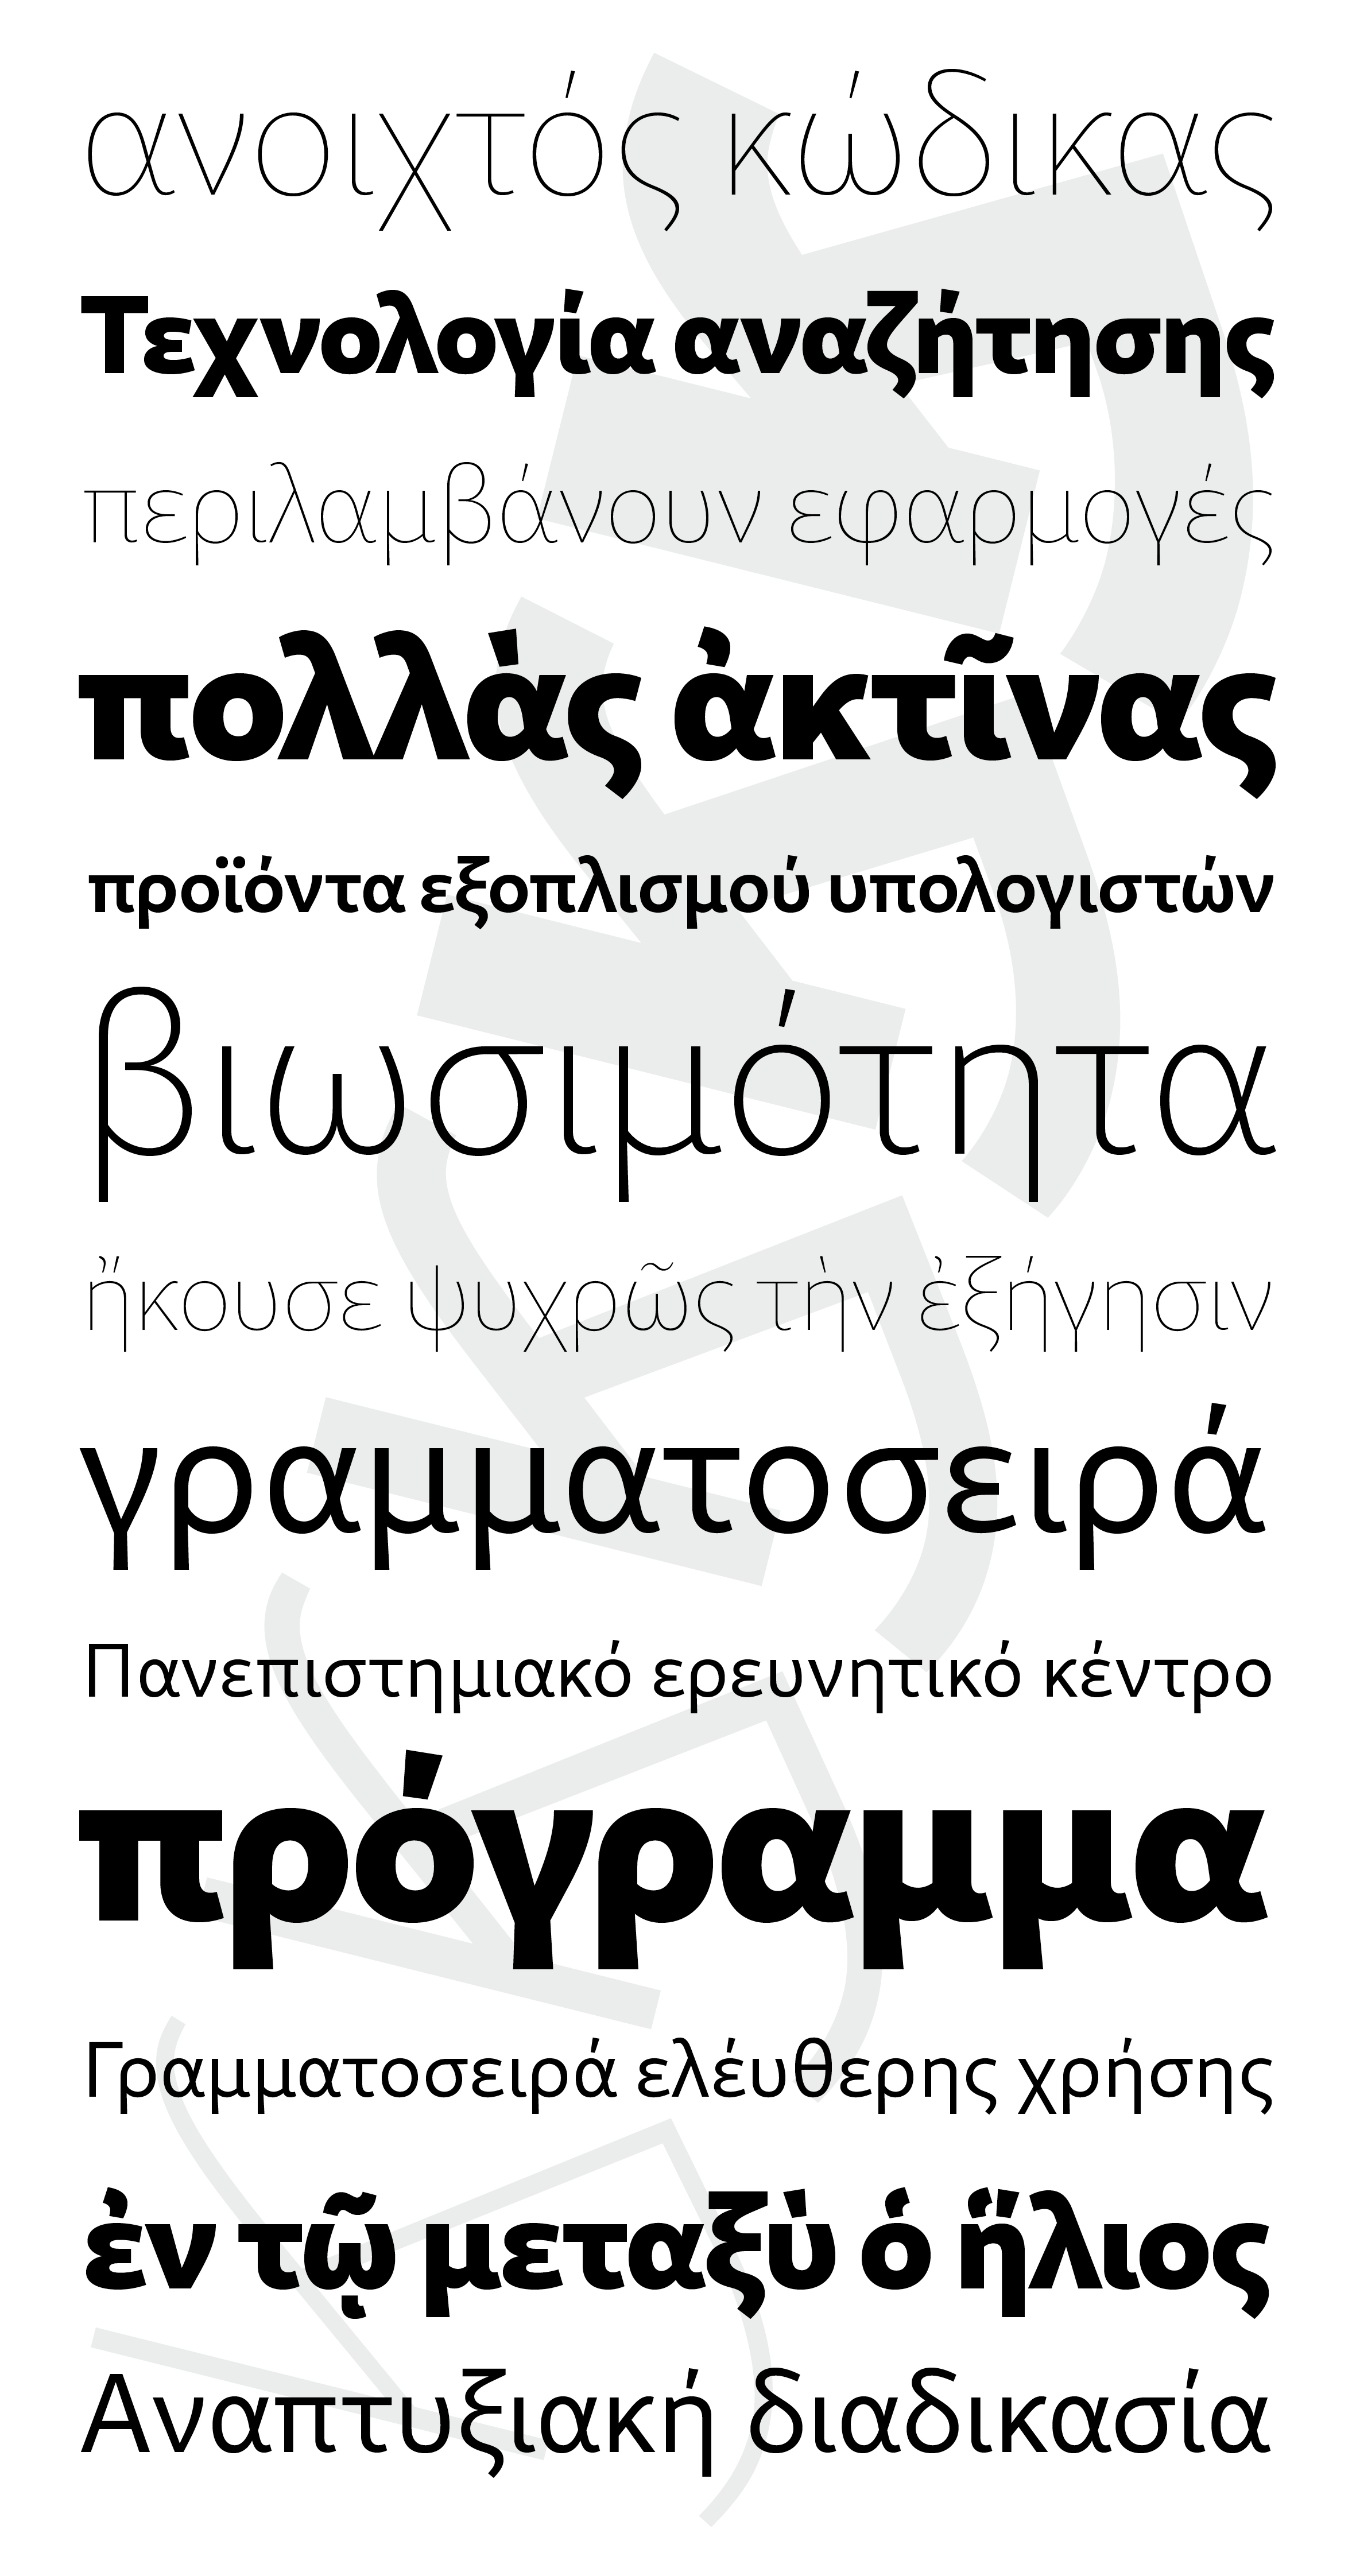 ανοιχτός κώδικας
Τεχνολογία αναζήτησης
περιλαμβάνουν εφαρμογές
πολλὰς ἀκτῖνας
προϊόντα εξοπλισμού υπολογιστών
βιωσιμότητα
ἤκουσε ψυχρῶς τὴν ἐξήγησιν
γραμματοσειρά
Πανεπιστημιακό ερευνητικό κέντρο
πρόγραμμα
Γραμματοσειρά ελέυθερης χρήσης
ἐν τῷ μεταξὺ ὁ ἥλιος
Αναπτυξιακή διαδικασία